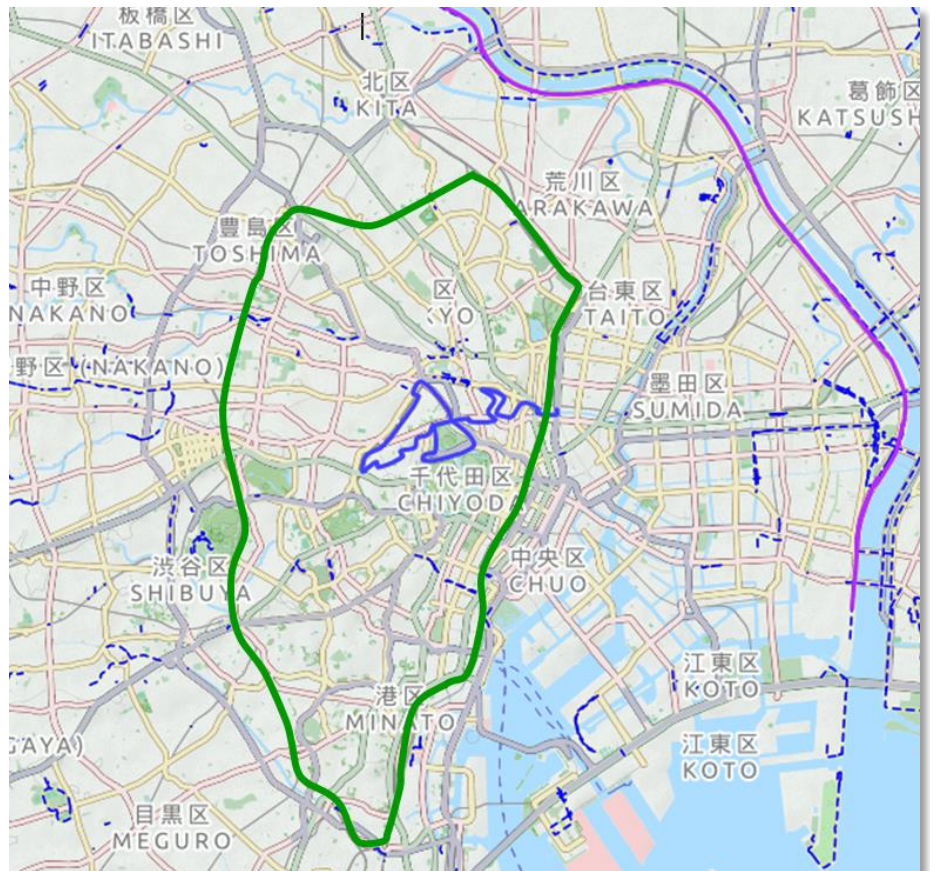 板橋区
ITABASHI
北区
KITA
葛飾区
KATSUSH
荒川区
ARAKAWA
豊島区
TOSHIMA
中野区
NAKANO
区
YO
台東区
TAITO
野区 (NAKANO)
墨田区
SUMIDA
千代田区
CHIYODA
渋谷区
SHIBUYA
中央区
CHUO
江東区
KOTO
港区
MINATO
江東区
KOTO
GAYA)
目黒区
MEGURO